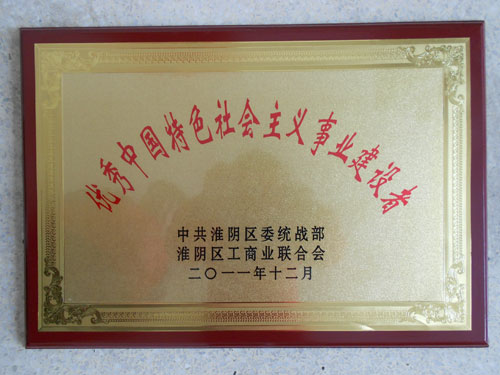 优秀中国特色社会主义事业建设者
中共淮阴区委统战部
淮阴区工商业联合会
二〇一一年十二月